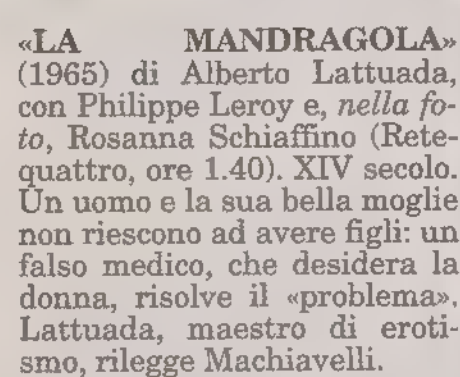 «LA MANDRAGOLA»
(1965) di Alberto Lattuada,
con Philippe Leroy e, nella fo-
to, Rosanna Schiaffino (Rete-
quattro, ore 1.40). XIV secolo.
Un uomo e la sua bella moglie
non riescono ad avere figli: un
falso medico, che desidera la
donna, risolve il «problema».
Lattuada, maestro di eroti-
smo, rilegge Machiavelli.